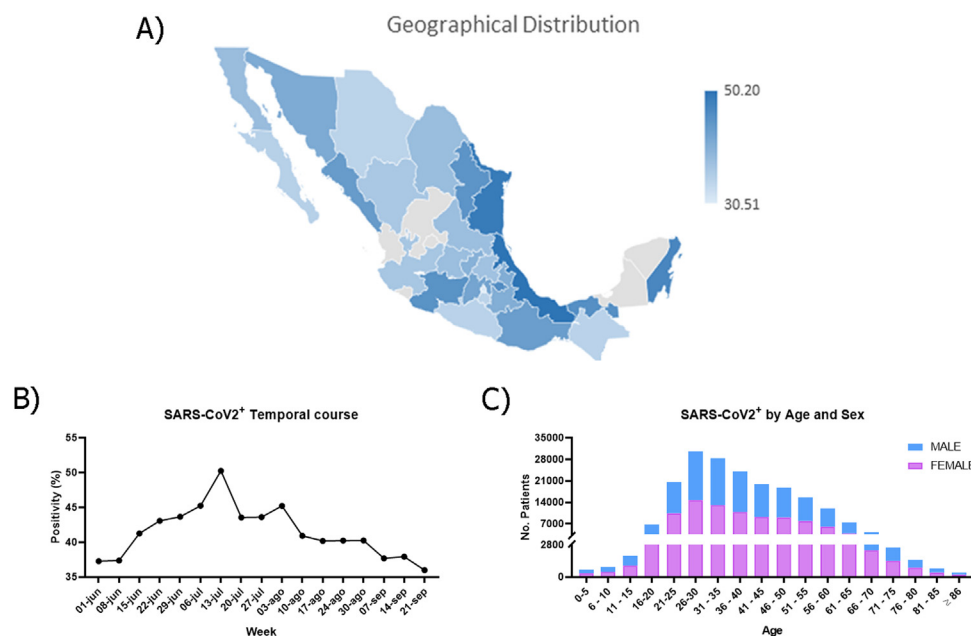 A)
Geographical Distribution
50.20
30.51
B)
SARS-CoV2+ Temporal course
55
50
45
40
35
Positivity (%)
01-jun
08-jun
15-jun
22-jun
29-jun
06-jul
13-jul
20-jul
27-jul
03-ago
10-ago
17-ago
24-ago
30-ago
07-sep
14-sep
21-sep
Week
C)
SARS-CoV2+ by Age and Sex
MALE
FEMALE
35000
28000
21000
14000
7000
2800
0
No. Patients
0-5
6 - 10
11 - 15
16-20
21-25
26-30
31 - 35
36 - 40
41 - 45
46 - 50
51 - 55
56 - 60
61 - 65
66 - 70
71 - 75
76 - 80
81 - 85
≥ 86
Age